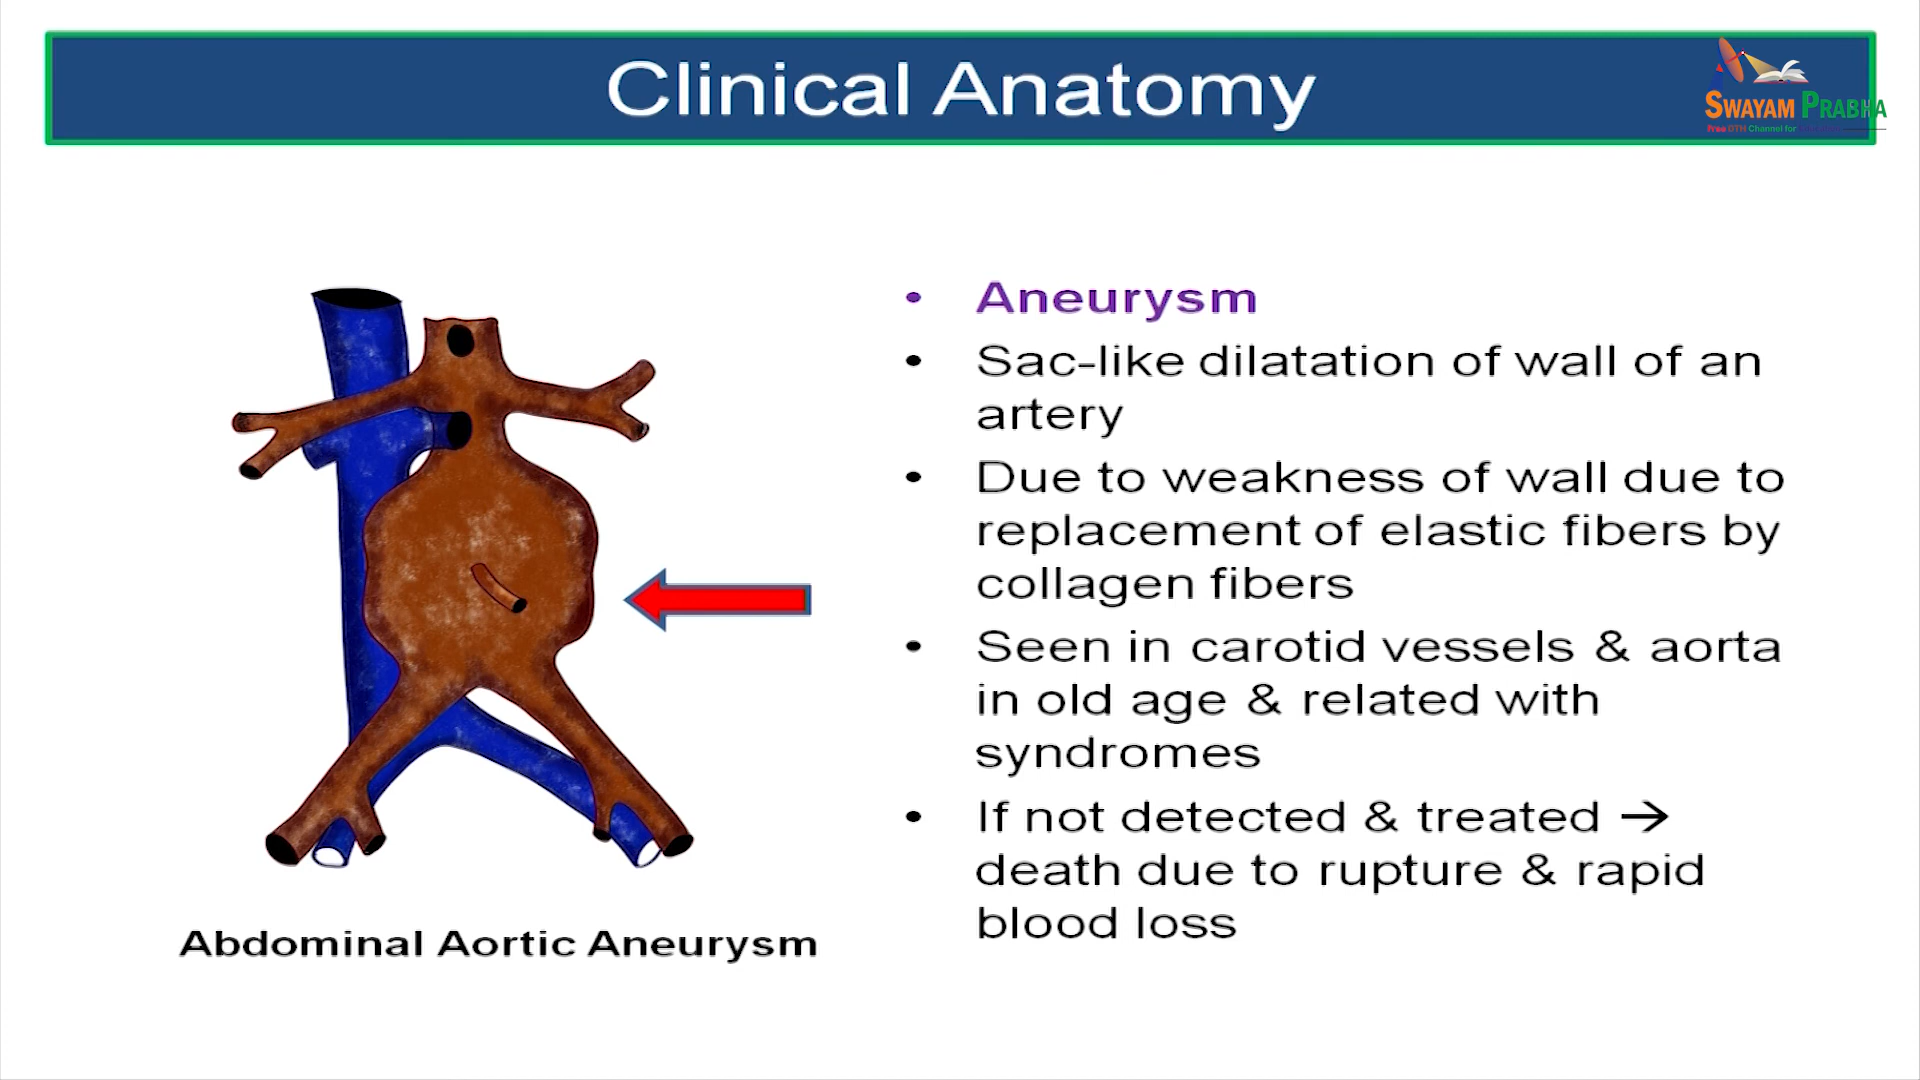 Clinical Anatomy
SWAYAM PRABHA
Free DTH Channel for
• Aneurysm
• Sac-like dilatation of wall of an
artery
• Due to weakness of wall due to
replacement of elastic fibers by
collagen fibers
• Seen in carotid vessels & aorta
in old age & related with
syndromes
• If not detected & treated →
death due to rupture & rapid
blood loss
Abdominal Aortic Aneurysm